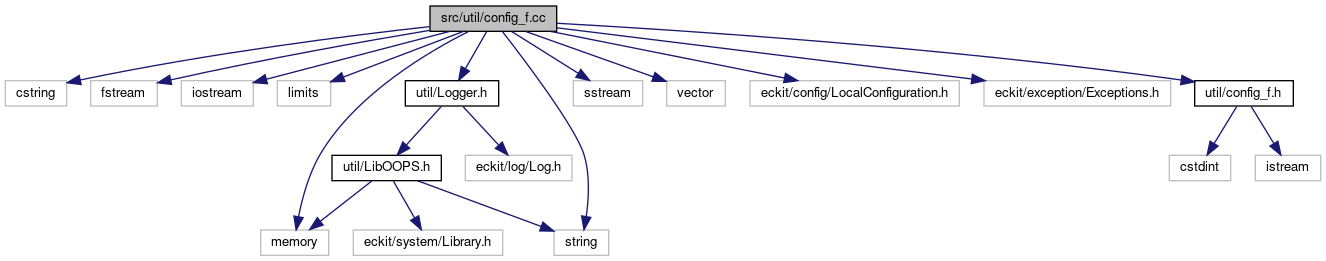 src/util/config_f.cc
cstring
fstream
iostream
limits
util/Logger.h
sstream
vector
eckit/config/LocalConfiguration.h
eckit/exception/Exceptions.h
util/config_f.h
util/LibOOPS.h
eckit/log/Log.h
cstdint
istream
memory
eckit/system/Library.h
string